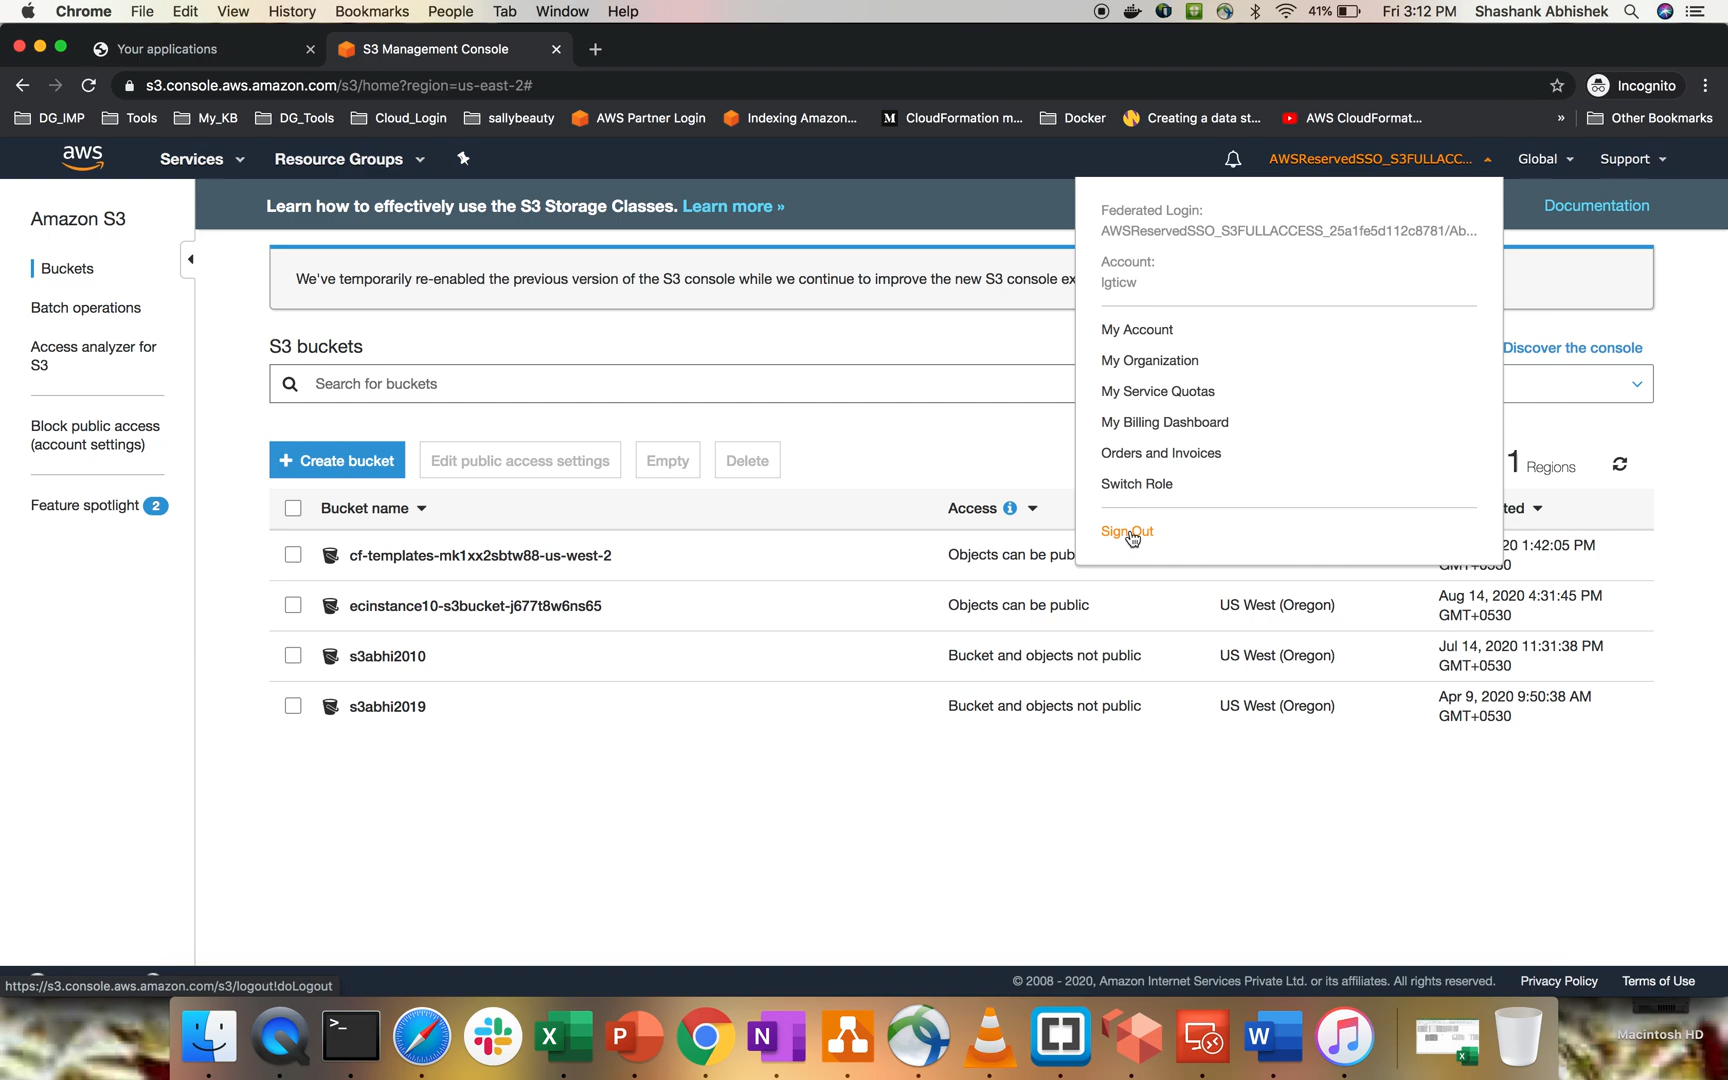 Chrome File Edit View History Bookmarks People Tab Window Help
41% Fri 3:12 PM Shashank Abhishek
Your applications
S3 Management Console
s3.console.aws.amazon.com/s3/home?region=us-east-2#
Incognito
DG_IMP Tools My_KB DG_Tools Cloud_Login sallybeauty AWS Partner Login Indexing Amazon... CloudFormation m... Docker Creating a data st... AWS CloudFormat... » Other Bookmarks
aws Services Resource Groups AWSReservedSSO_S3FULLACC... Global Support
Amazon S3
Buckets
Batch operations
Access analyzer for
S3
Block public access
(account settings)
Feature spotlight 2
Learn how to effectively use the S3 Storage Classes. Learn more »
Documentation
We've temporarily re-enabled the previous version of the S3 console while we continue to improve the new S3 console ex
Federated Login:
AWSReservedSSO_S3FULLACCESS_25a1fe5d112c8781/Ab...
Account:
lgticw
My Account
My Organization
My Service Quotas
My Billing Dashboard
Orders and Invoices
Switch Role
Sign Out
S3 buckets
Discover the console
Search for buckets
+ Create bucket Edit public access settings Empty Delete
1 Regions
Bucket name Access ted
cf-templates-mk1xx2sbtw88-us-west-2 Objects can be pub 20 1:42:05 PM
GMT+0530
ecinstance10-s3bucket-j677t8w6ns65 Objects can be public US West (Oregon) Aug 14, 2020 4:31:45 PM
GMT+0530
s3abhi2010 Bucket and objects not public US West (Oregon) Jul 14, 2020 11:31:38 PM
GMT+0530
s3abhi2019 Bucket and objects not public US West (Oregon) Apr 9, 2020 9:50:38 AM
GMT+0530
https://s3.console.aws.amazon.com/s3/logout!doLogout
© 2008 - 2020, Amazon Internet Services Private Ltd. or its affiliates. All rights reserved. Privacy Policy Terms of Use
Macintosh HD